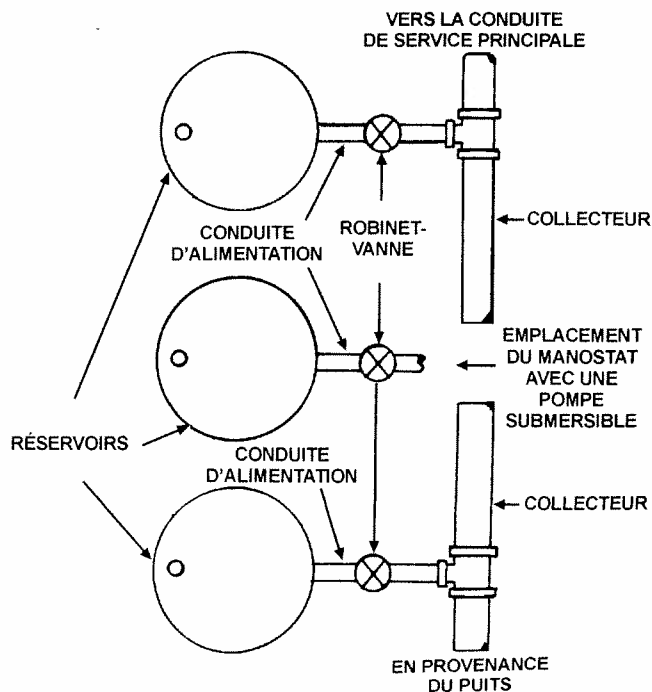 VERS LA CONDUITE
DE SERVICE PRINCIPALE
CONDUITE
D'ALIMENTATION
ROBINET-
VANNE
COLLECTEUR
EMPLACEMENT
DU MANOSTAT
AVEC UNE
POMPE
SUBMERSIBLE
RÉSERVOIRS
CONDUITE
D'ALIMENTATION
COLLECTEUR
EN PROVENANCE
DU PUITS